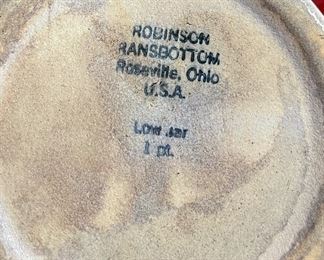 ROBINSON
RANSBOTTOM
Roseville, Ohio
U.S.A.
Low Jar
1 pt.